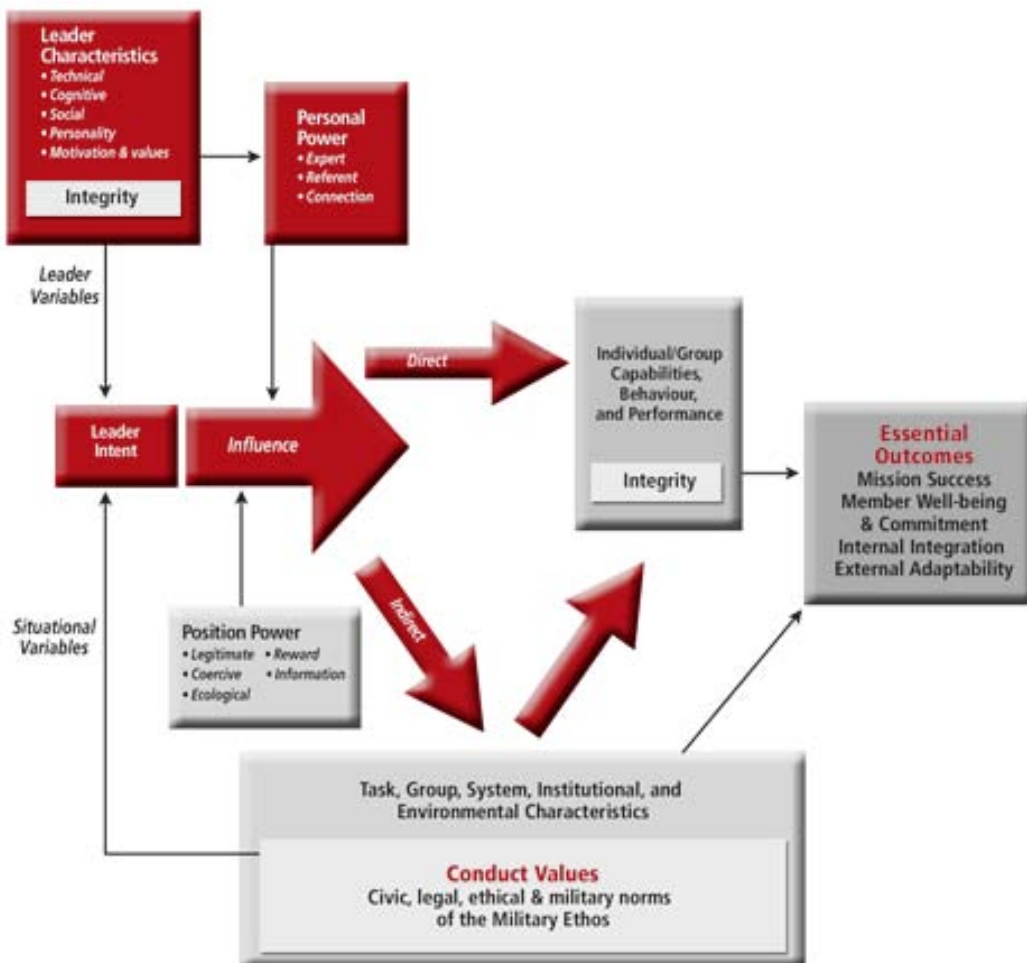 Leader
Characteristics
• Technical
• Cognitive
• Social
• Personality
• Motivation & values
Integrity
Personal
Power
• Expert
• Referent
• Connection
Leader
Variables
Direct
Individual/Group
Capabilities,
Behaviour,
and Performance
Integrity
Leader
Intent
Influence
Essential
Outcomes
Mission Success
Member Well-being
& Commitment
Internal Integration
External Adaptability
Indirect
Situational
Variables
Position Power
• Legitimate • Reward
• Coercive • Information
• Ecological
Task, Group, System, Institutional, and
Environmental Characteristics
Conduct Values
Civic, legal, ethical & military norms
of the Military Ethos